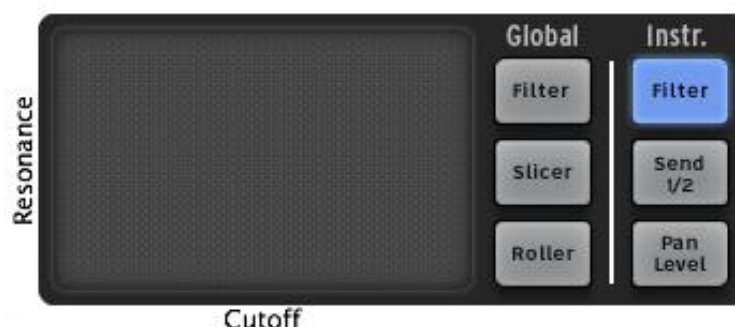 Global
Instr.
Filter
Filter
Slicer
Send
1/2
Roller
Pan
Level
Resonance
Cutoff